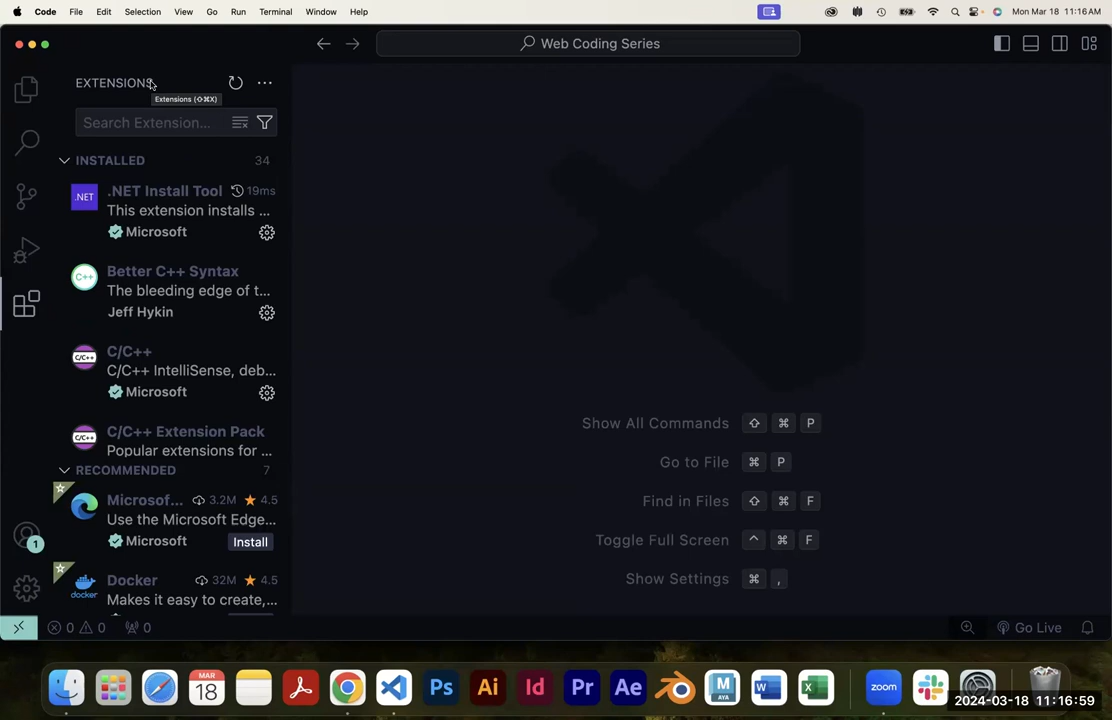 Code File Edit Selection View Go Run Terminal Window Help Mon Mar 18 11:16 AM
Web Coding Series
EXTENSIONS
Extensions (⇧⌘X)
Search Extension...
INSTALLED 34
.NET
.NET Install Tool 19ms
This extension installs ...
Microsoft
C++
Better C++ Syntax
The bleeding edge of t...
Jeff Hykin
C/C++
C/C++
C/C++ IntelliSense, deb...
Microsoft
C/C++
C/C++ Extension Pack
Popular extensions for ...
RECOMMENDED 7
Microsof... 3.2M ★ 4.5
Use the Microsoft Edge...
Microsoft Install
Docker 32M ★ 4.5
docker
Makes it easy to create,...
Show All Commands ⇧ ⌘ P
Go to File ⌘ P
Find in Files ⇧ ⌘ F
Toggle Full Screen ^ ⌘ F
Show Settings ⌘ ,
1
0 0 0 Go Live
MAR
18
Ps Ai Id Pr Ae
M
MAYA
W X zoom
2024-03-18 11:16:59